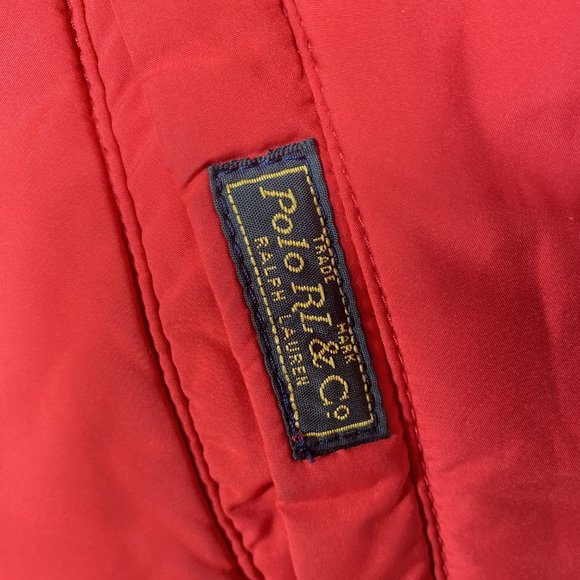 Polo RL & Co
TRADE MARK
RALPH LAUREN